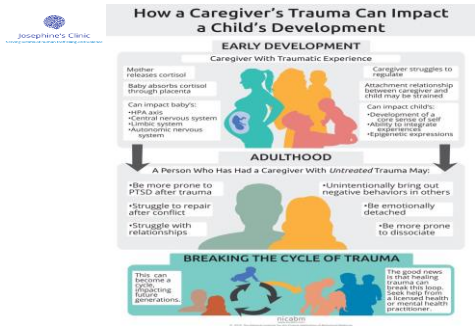 Josephine's Clinic
How a Caregiver's Trauma Can Impact
a Child's Development
EARLY DEVELOPMENT
Caregiver With Traumatic Experience
Mother
releases cortisol
Baby absorbs cortisol
through placenta
Can impact baby's:
•HPA axis
•Central nervous system
•Limbic system
•Autonomic nervous
system
Caregiver struggles to
regulate
Attachment relationship
between caregiver and
child may be strained
Can impact child's:
•Development of a
core sense of self
•Ability to integrate
experiences
•Epigenetic expressions
ADULTHOOD
A Person Who Has Had a Caregiver With Untreated Trauma May:
•Be more prone to
PTSD after trauma
•Struggle to repair
after conflict
•Struggle with
relationships
•Unintentionally bring out
negative behaviors in others
•Be emotionally
detached
•Be more prone
to dissociate
BREAKING THE CYCLE OF TRAUMA
This can
become a
cycle,
impacting
future
generations.
The good news
is that healing
trauma can
break this loop.
Seek help from
a licensed health
or mental health
practitioner.
nicabm